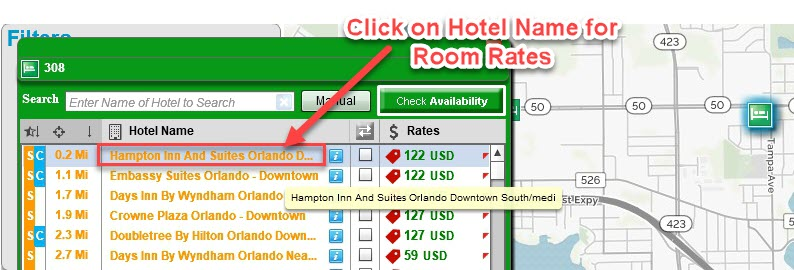 Click on Hotel Name for
Room Rates
Filters
308
Search Enter Name of Hotel to Search Manual Check Availability
Hotel Name $ Rates
S C 0.2 Mi Hampton Inn And Suites Orlando D... i 122 USD
S C 1.1 Mi Embassy Suites Orlando - Downtown i 122 USD
S 1.7 Mi Days Inn By Wyndham Orlando
Hampton Inn And Suites Orlando Downtown South/medi
S 1.9 Mi Crowne Plaza Orlando - Downtown i 127 USD
S C 2.3 Mi Doubletree By Hilton Orlando Down... i 127 USD
S 2.7 Mi Days Inn By Wyndham Orlando Nea... i 59 USD
423
50
50
50
Tampa Ave
526
st Expy
423